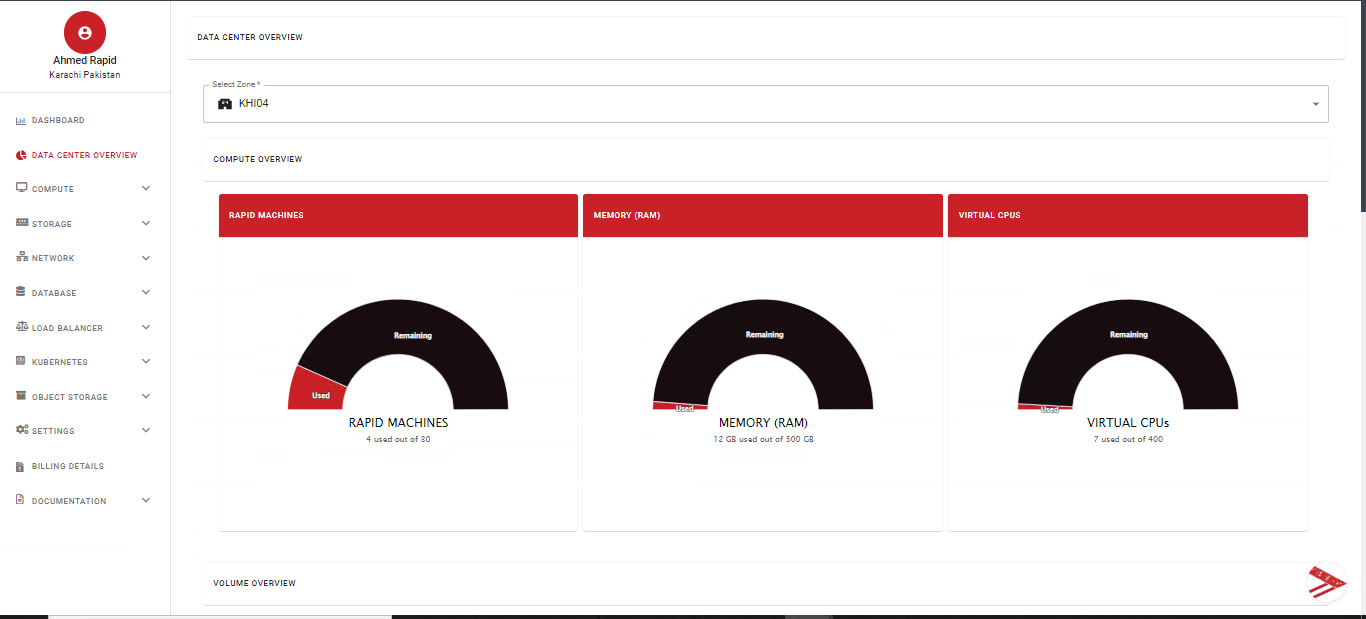 Ahmed Rapid
Karachi Pakistan
DASHBOARD
DATA CENTER OVERVIEW
COMPUTE
STORAGE
NETWORK
DATABASE
LOAD BALANCER
KUBERNETES
OBJECT STORAGE
SETTINGS
BILLING DETAILS
DOCUMENTATION
DATA CENTER OVERVIEW
Select Zone *
KHI04
COMPUTE OVERVIEW
RAPID MACHINES
Remaining
Used
RAPID MACHINES
4 used out of 30
MEMORY (RAM)
Remaining
Used
MEMORY (RAM)
12 GB used out of 500 GB
VIRTUAL CPUS
Remaining
Used
VIRTUAL CPUs
7 used out of 400
VOLUME OVERVIEW